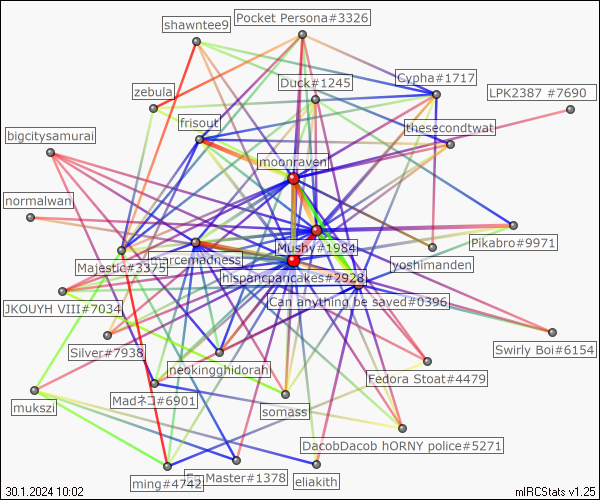 shawntee9
Pocket Persona#3326
Duck#1245
Cypha#1717
zebula
LPK2387 #7690
frisout
thesecondtwat
bigcitysamurai
moonraven
normalwan
Mushy#1984
Pikabro#9971
marcemadness
Majestic#3375
yoshimanden
hispancpancakes#2928
Can anything be saved#0396
JKOUYH VIII#7034
Silver#7938
Swirly Boi#6154
neokingghidorah
Fedora Stoat#4479
Madネコ#6901
mukszi
somass
DacobDacob hORNY police#5271
ming#4742
Master#1378
eliakith
30.1.2024 10:02
mIRCStats v1.25